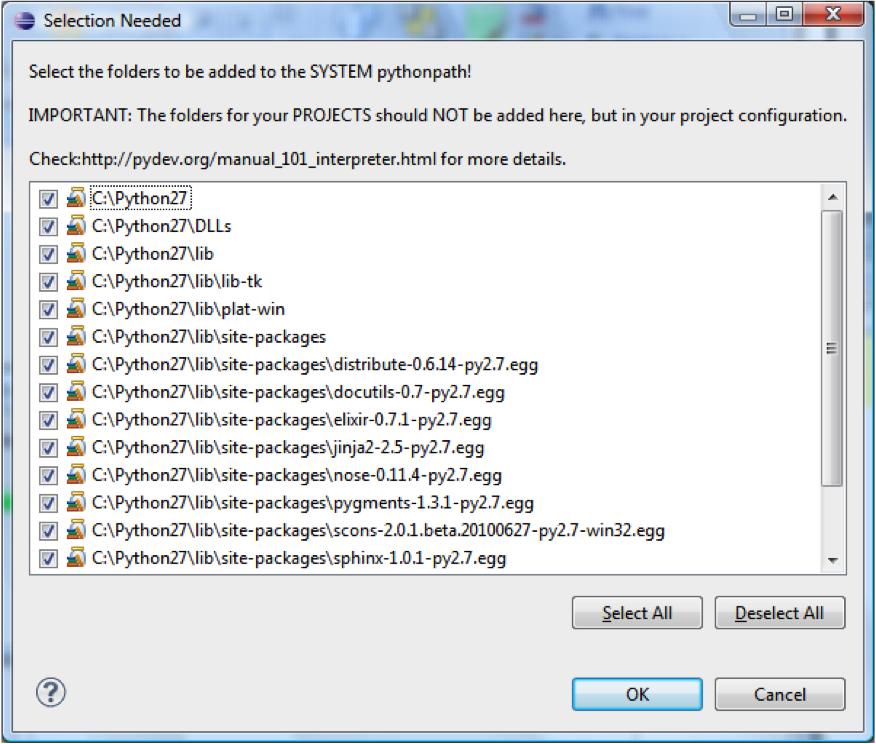 Selection Needed
Select the folders to be added to the SYSTEM pythonpath!
IMPORTANT: The folders for your PROJECTS should NOT be added here, but in your project configuration.
Check:http://pydev.org/manual_101_interpreter.html for more details.
C:\Python27
C:\Python27\DLLs
C:\Python27\lib
C:\Python27\lib\lib-tk
C:\Python27\lib\plat-win
C:\Python27\lib\site-packages
C:\Python27\lib\site-packages\distribute-0.6.14-py2.7.egg
C:\Python27\lib\site-packages\docutils-0.7-py2.7.egg
C:\Python27\lib\site-packages\elixir-0.7.1-py2.7.egg
C:\Python27\lib\site-packages\jinja2-2.5-py2.7.egg
C:\Python27\lib\site-packages\nose-0.11.4-py2.7.egg
C:\Python27\lib\site-packages\pygments-1.3.1-py2.7.egg
C:\Python27\lib\site-packages\scons-2.0.1.beta.20100627-py2.7-win32.egg
C:\Python27\lib\site-packages\sphinx-1.0.1-py2.7.egg
Select All Deselect All
? OK Cancel